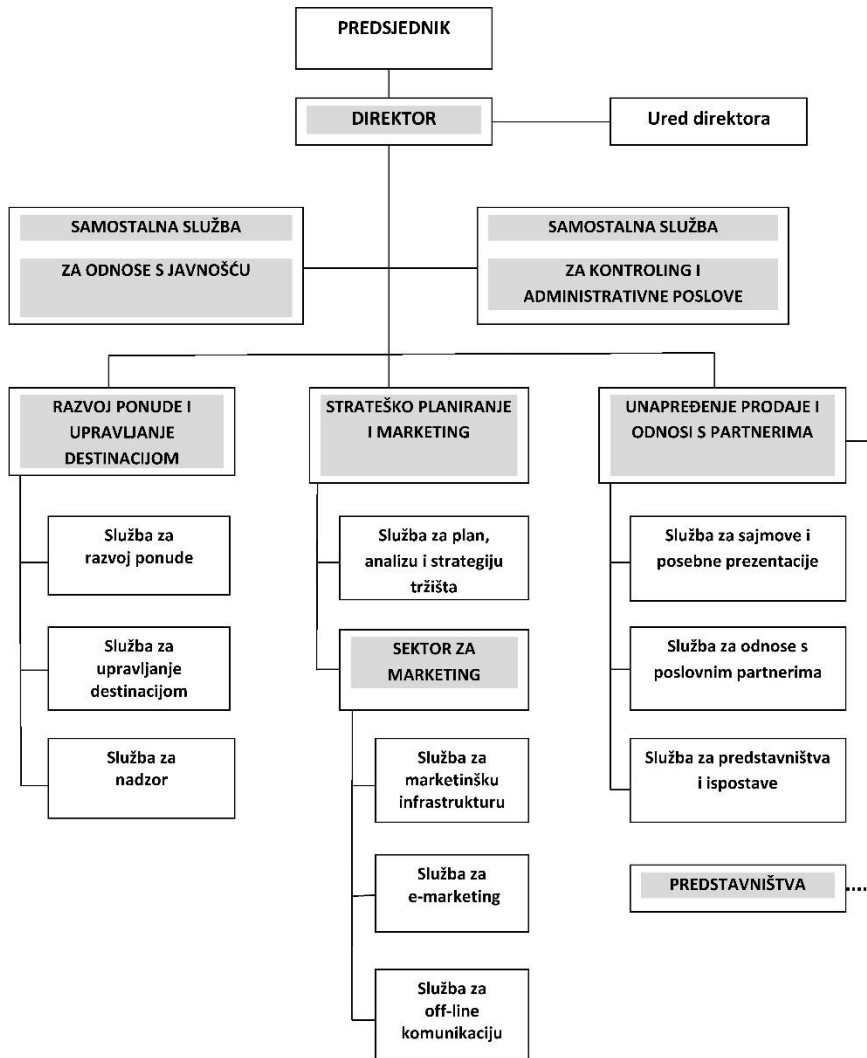 PREDSJEDNIK
DIREKTOR
Ured direktora
SAMOSTALNA SLUŽBA
ZA ODNOSE S JAVNOŠĆU
SAMOSTALNA SLUŽBA
ZA KONTROLING I
ADMINISTRATIVNE POSLOVE
RAZVOJ PONUDE I
UPRAVLJANJE
DESTINACIJOM
Služba za
razvoj ponude
Služba za
upravljanje
destinacijom
Služba za
nadzor
STRATEŠKO PLANIRANJE
I MARKETING
Služba za plan,
analizu i strategiju
tržišta
SEKTOR ZA
MARKETING
Služba za
marketinšku
infrastrukturu
Služba za
e-marketing
Služba za
off-line
komunikaciju
UNAPREĐENJE PRODAJE I
ODNOSI S PARTNERIMA
Služba za sajmove i
posebne prezentacije
Služba za odnose s
poslovnim partnerima
Služba za predstavništva
i ispostave
PREDSTAVNIŠTVA